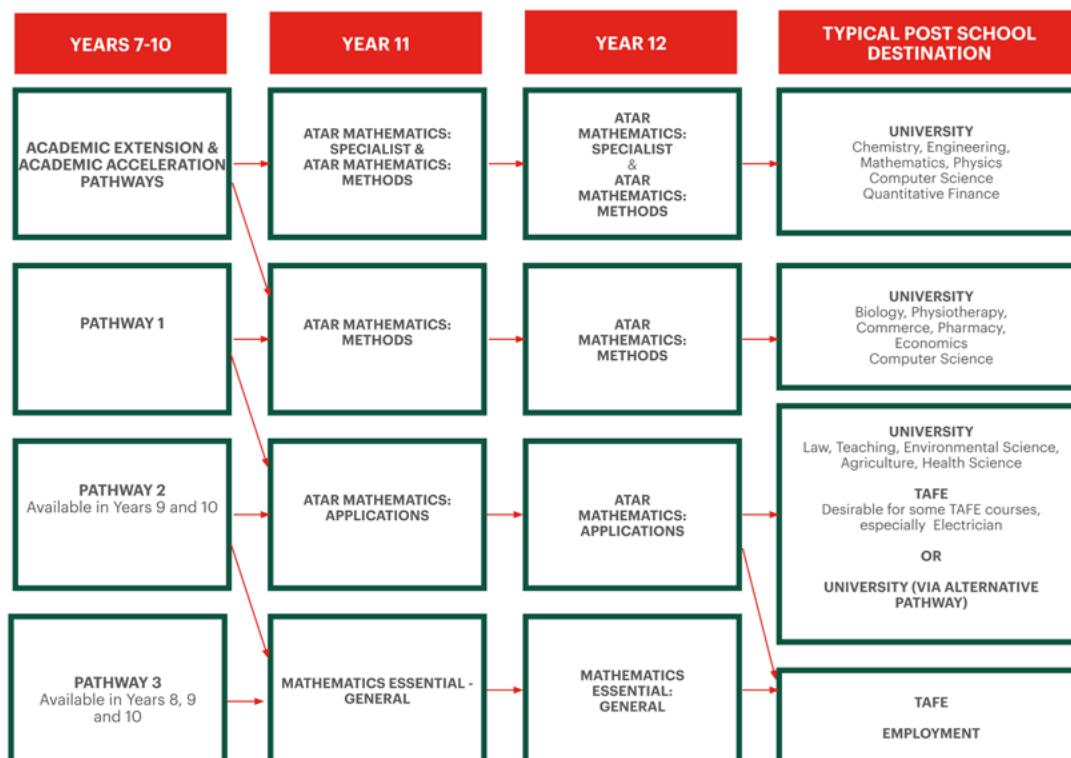 YEARS 7-10
YEAR 11
YEAR 12
TYPICAL POST SCHOOL
DESTINATION
ACADEMIC EXTENSION &
ACADEMIC ACCELERATION
PATHWAYS
ATAR MATHEMATICS:
SPECIALIST &
ATAR MATHEMATICS:
METHODS
ATAR
MATHEMATICS:
SPECIALIST
&
ATAR
MATHEMATICS:
METHODS
UNIVERSITY
Chemistry, Engineering,
Mathematics, Physics
Computer Science
Quantitative Finance
PATHWAY 1
ATAR MATHEMATICS:
METHODS
ATAR
MATHEMATICS:
METHODS
UNIVERSITY
Biology, Physiotherapy,
Commerce, Pharmacy,
Economics
Computer Science
PATHWAY 2
Available in Years 9 and 10
ATAR MATHEMATICS:
APPLICATIONS
ATAR
MATHEMATICS:
APPLICATIONS
UNIVERSITY
Law, Teaching, Environmental Science,
Agriculture, Health Science
TAFE
Desirable for some TAFE courses,
especially Electrician
OR
UNIVERSITY (VIA ALTERNATIVE
PATHWAY)
PATHWAY 3
Available in Years 8, 9
and 10
MATHEMATICS ESSENTIAL -
GENERAL
MATHEMATICS
ESSENTIAL:
GENERAL
TAFE
EMPLOYMENT